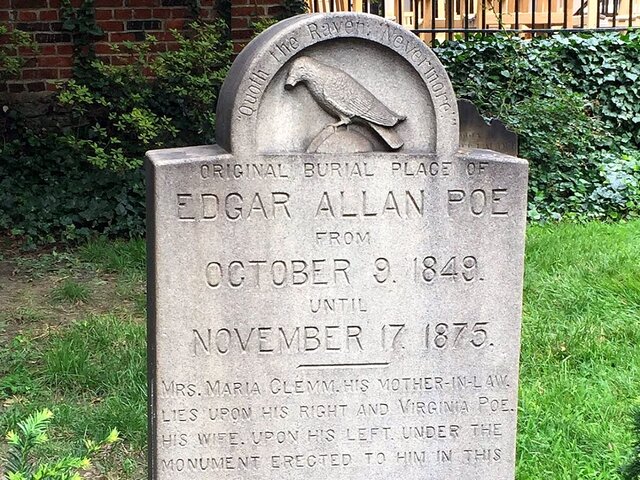 "Quoth the Raven, Nevermore."
ORIGINAL BURIAL PLACE OF
EDGAR ALLAN POE
FROM
OCTOBER 9. 1849.
UNTIL
NOVEMBER 17. 1875.
MRS. MARIA CLEMM, HIS MOTHER-IN-LAW,
LIES UPON HIS RIGHT AND VIRGINIA POE.
HIS WIFE. UPON HIS LEFT. UNDER THE
MONUMENT ERECTED TO HIM IN THIS